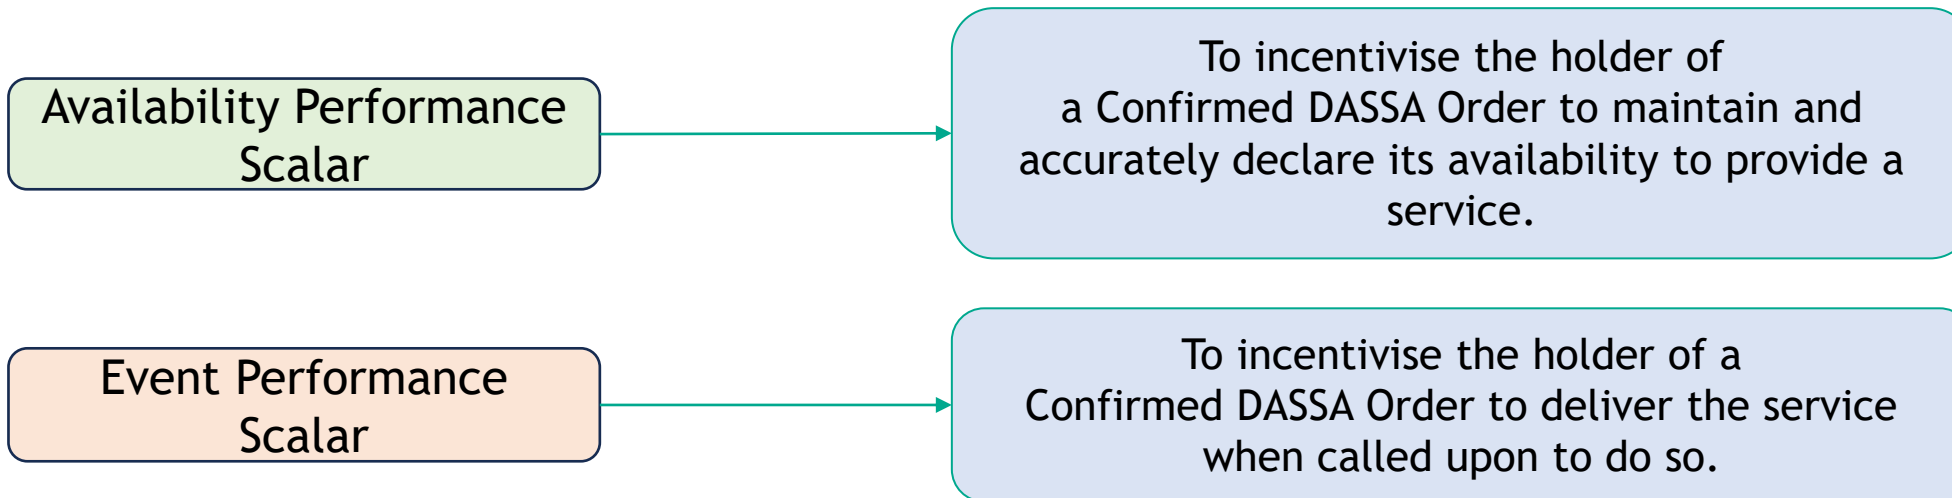 Availability Performance
Scalar
To incentivise the holder of
a Confirmed DASSA Order to maintain and
accurately declare its availability to provide a
service.
Event Performance
Scalar
To incentivise the holder of a
Confirmed DASSA Order to deliver the service
when called upon to do so.